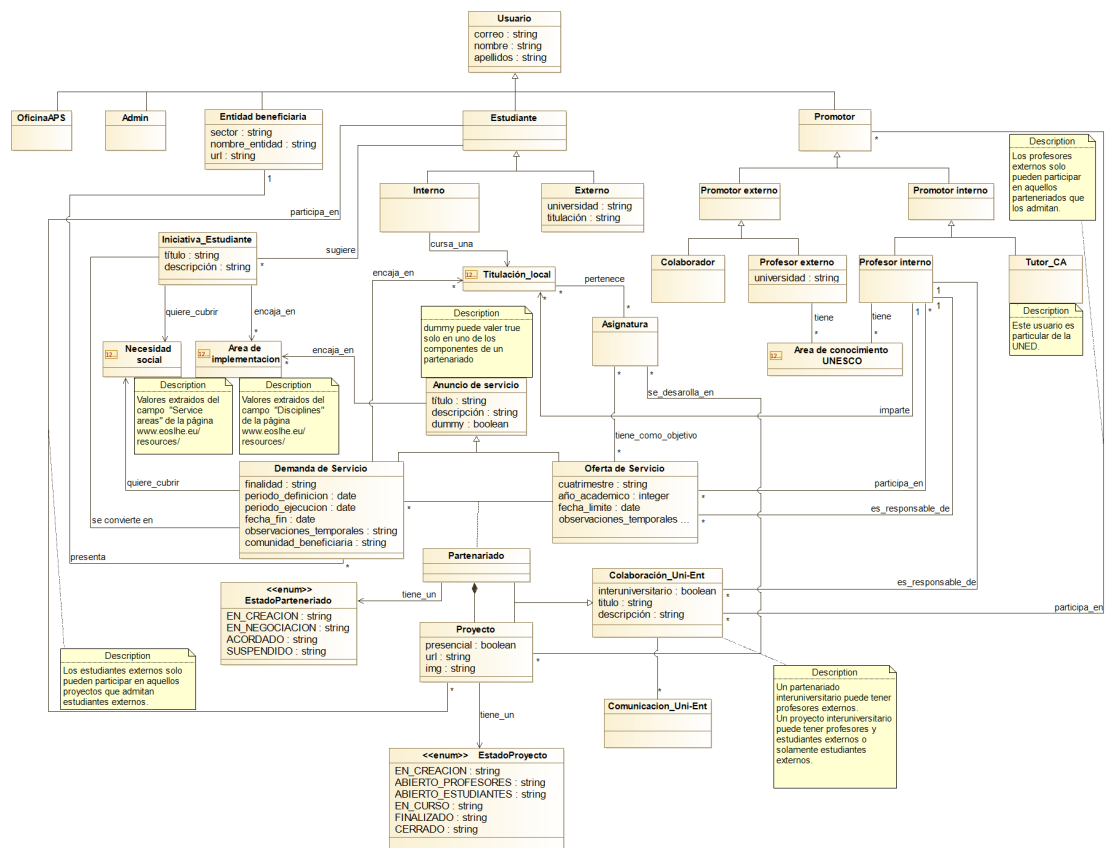 Usuario
correo : string
nombre : string
apellidos : string
OficinaAPS
Admin
Entidad beneficiaria
sector : string
nombre_entidad : string
url : string
1
Estudiante
Promotor
*
Description
Los profesores
externos solo
pueden participar
en aquellos
partenariados que
los admitan.
participa_en
Interno
Externo
universidad : string
titulación : string
Promotor externo
Promotor interno
Iniciativa_Estudiante
título : string
descripción : string
*
sugiere
cursa_una
Colaborador
Profesor externo
universidad : string
Profesor interno
Tutor_CA
encaja_en
*
Titulación_local
*
*
pertenece
*
1
1
1
*
quiere_cubrir
encaja_en
*
Description
dummy puede valer true
solo en uno de los
componentes de un
partenariado
Asignatura
*
*
tiene
*
tiene
*
Description
Este usuario es
particular de la
UNED.
Necesidad
social
Area de
implementacion
*
encaja_en
Area de conocimiento
UNESCO
Description
Valores extraidos del
campo "Service
areas" de la página
www.eoslhe.eu/
resources/
Description
Valores extraidos del
campo "Disciplines"
de la página
www.eoslhe.eu/
resources/
Anuncio de servicio
título : string
descripción : string
dummy : boolean
se_desarolla_en
imparte
tiene_como_objetivo
*
quiere_cubrir
Demanda de Servicio
finalidad : string
periodo_definicion : date
periodo_ejecucion : date
fecha_fin : date
observaciones_temporales : string
comunidad_beneficiaria : string
*
*
Oferta de Servicio
cuatrimestre : string
año_academico : integer
fecha_limite : date
observaciones_temporales ...
*
*
participa_en
es_responsable_de
se convierte en
presenta
Partenariado
<<enum>>
EstadoParteneriado
EN_CREACION : string
EN_NEGOCIACION : string
ACORDADO : string
SUSPENDIDO : string
tiene_un
Colaboración_Uni-Ent
interuniversitario : boolean
titulo : string
descripción : string
*
*
es_responsable_de
participa_en
Proyecto
presencial : boolean
url : string
img : string
*
*
Description
Los estudiantes externos solo
pueden participar en aquellos
proyectos que admitan
estudiantes externos.
tiene_un
*
Comunicacion_Uni-Ent
Description
Un partenariado
interuniversitario puede tener
profesores externos.
Un proyecto interuniversitario
puede tener profesores y
estudiantes externos o
solamente estudiantes
externos.
<<enum>> EstadoProyecto
EN_CREACION : string
ABIERTO_PROFESORES : string
ABIERTO_ESTUDIANTES : string
EN_CURSO : string
FINALIZADO : string
CERRADO : string